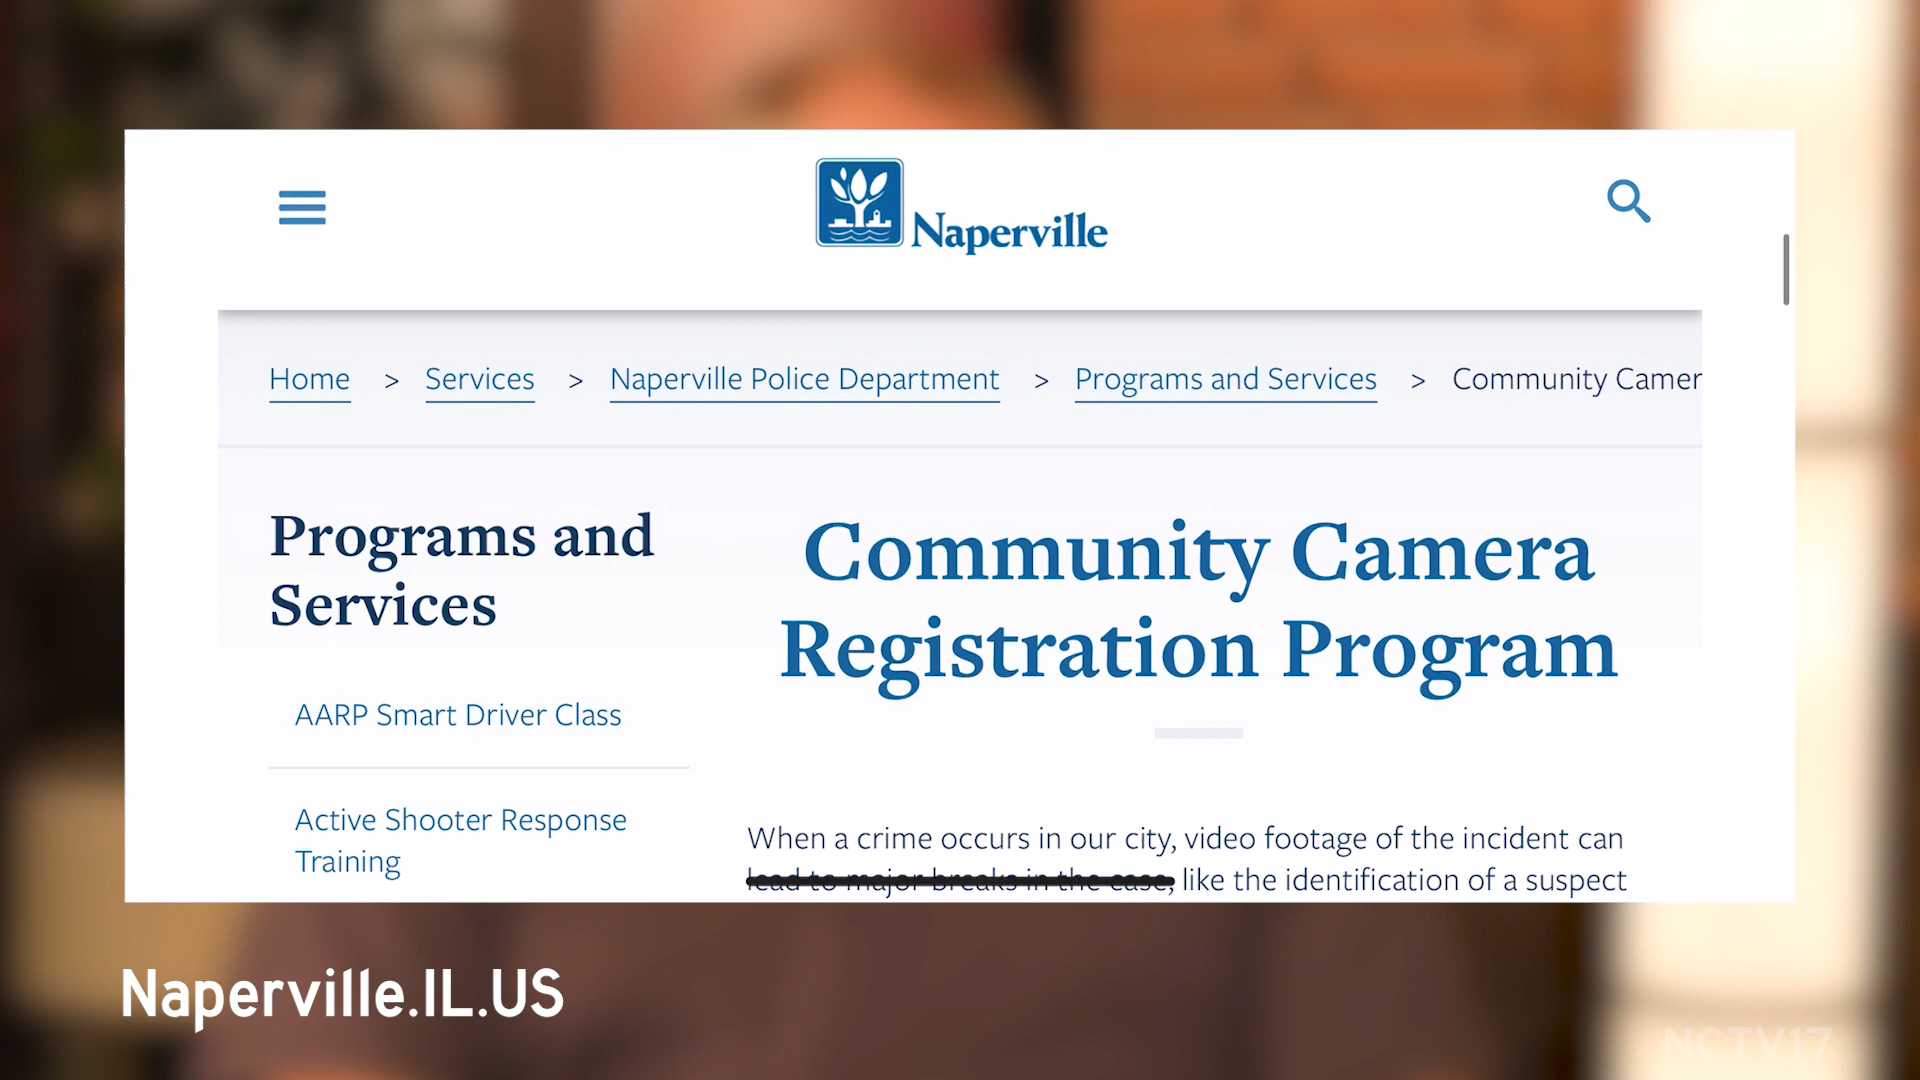 Naperville
Home > Services > Naperville Police Department > Programs and Services > Community Camer
Programs and
Services
AARP Smart Driver Class
Active Shooter Response
Training
Community Camera
Registration Program
When a crime occurs in our city, video footage of the incident can
lead to major breaks in the case, like the identification of a suspect
Naperville.IL.US
NCTV17